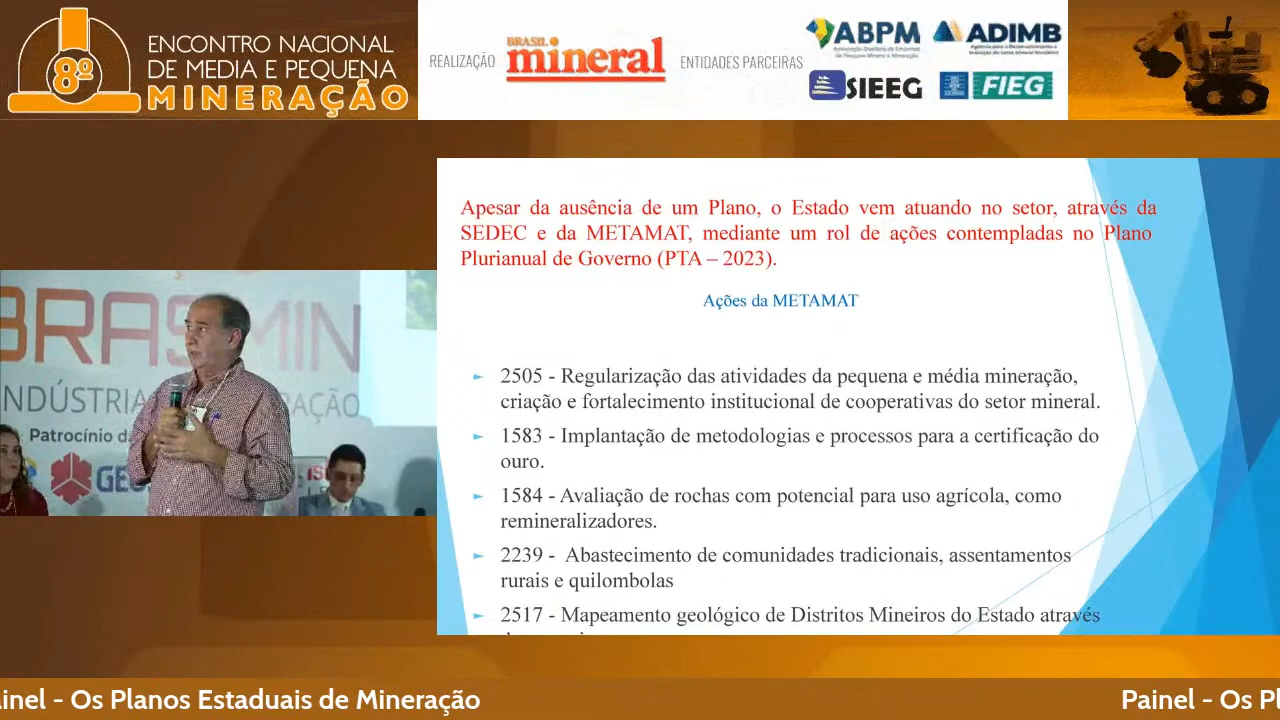 8º
ENCONTRO NACIONAL
DE MÉDIA E PEQUENA
MINERAÇÃO
REALIZAÇÃO
BRASIL
mineral
ENTIDADES PARCEIRAS
ABPM
ADIMB
SIEEG
FIEG
Apesar da ausência de um Plano, o Estado vem atuando no setor, através da
SEDEC e da METAMAT, mediante um rol de ações contempladas no Plano
Plurianual de Governo (PTA – 2023).
Ações da METAMAT
2505 - Regularização das atividades da pequena e média mineração,
criação e fortalecimento institucional de cooperativas do setor mineral.
1583 - Implantação de metodologias e processos para a certificação do
ouro.
1584 - Avaliação de rochas com potencial para uso agrícola, como
remineralizadores.
2239 - Abastecimento de comunidades tradicionais, assentamentos
rurais e quilombolas
2517 - Mapeamento geológico de Distritos Mineiros do Estado através
BRASMIN
INDÚSTRIA
RAÇÃO
Patrocínio
GE
ainel - Os Planos Estaduais de Mineração
Painel - Os Pl